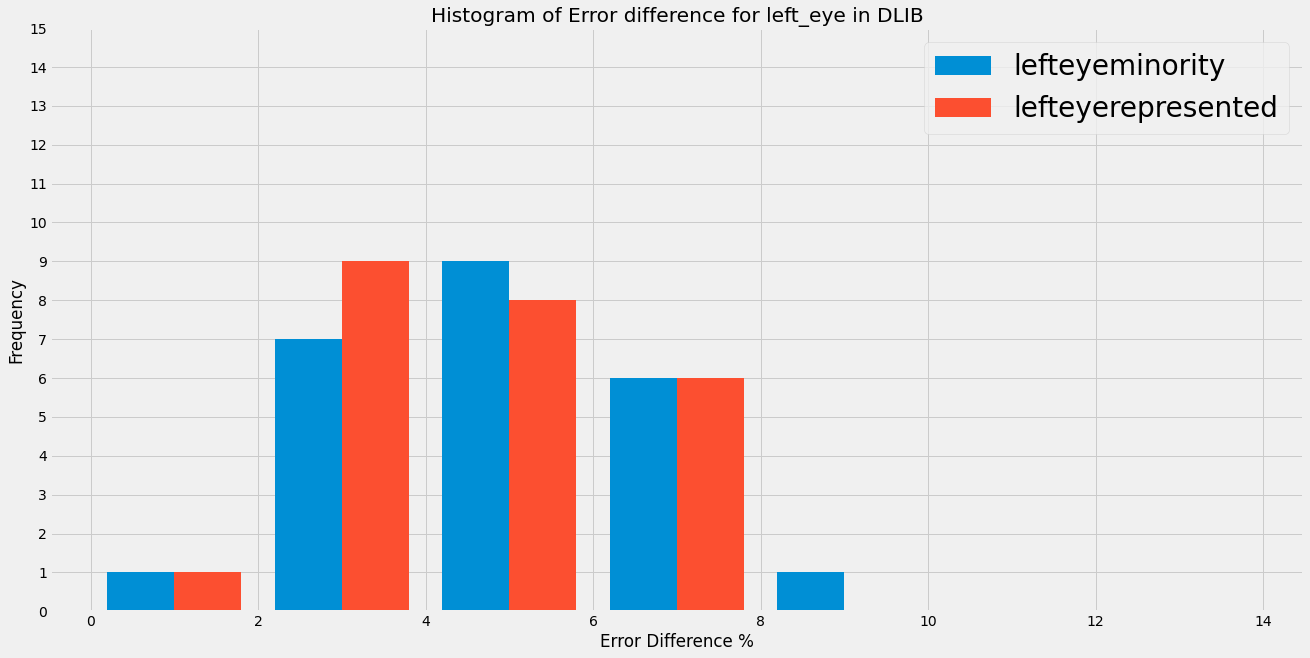 Histogram of Error difference for left_eye in DLIB
lefteyeminority
lefteyerepresented
Frequency
15
14
13
12
11
10
9
8
7
6
5
4
3
2
1
0
0 2 4 6 8 10 12 14
Error Difference %